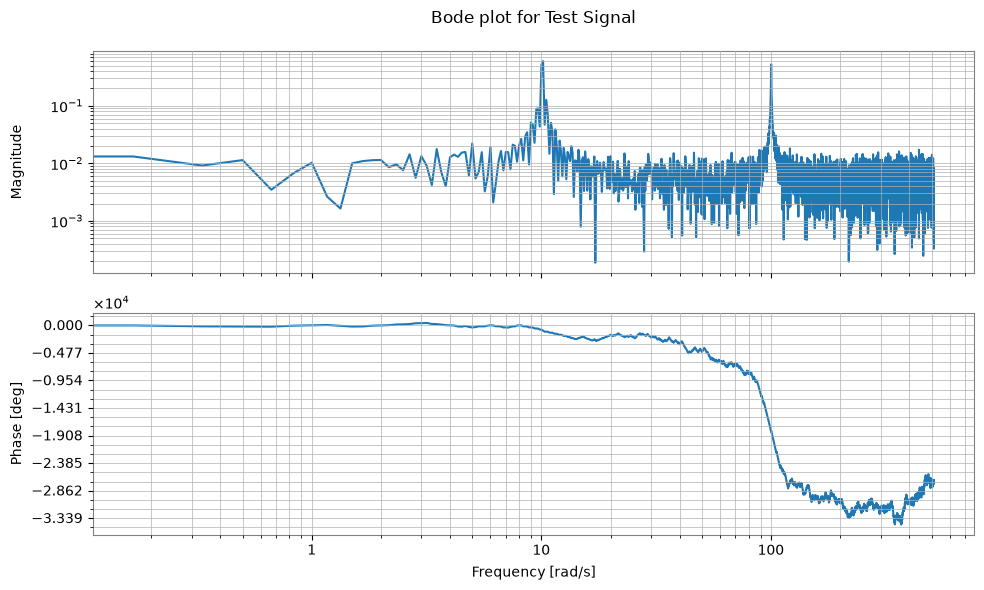 Bode plot for Test Signal
Magnitude
10⁻¹
10⁻²
10⁻³
×10⁴
Phase [deg]
0.000
−0.477
−0.954
−1.431
−1.908
−2.385
−2.862
−3.339
1 10 100
Frequency [rad/s]